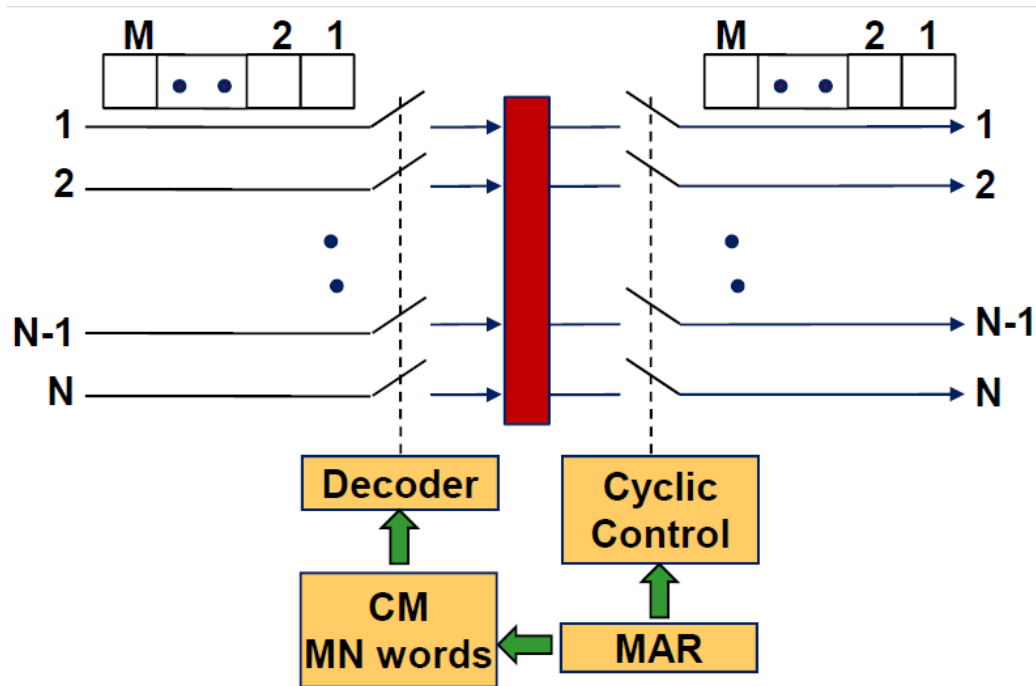 M 2 1
M 2 1
1
1
2
2
N-1
N-1
N
N
Decoder
Cyclic
Control
CM
MN words
MAR